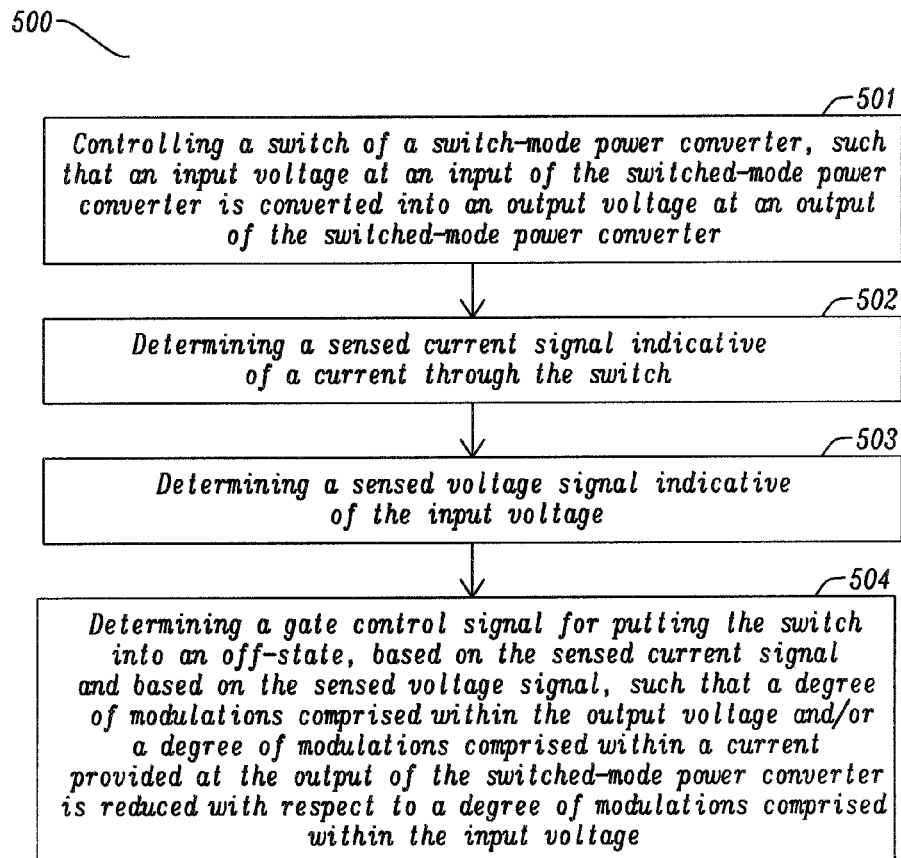 500
501
Controlling a switch of a switch-mode power converter, such
that an input voltage at an input of the switched-mode power
converter is converted into an output voltage at an output
of the switched-mode power converter
502
Determining a sensed current signal indicative
of a current through the switch
503
Determining a sensed voltage signal indicative
of the input voltage
504
Determining a gate control signal for putting the switch
into an off-state, based on the sensed current signal
and based on the sensed voltage signal, such that a degree
of modulations comprised within the output voltage and/or
a degree of modulations comprised within a current
provided at the output of the switched-mode power converter
is reduced with respect to a degree of modulations comprised
within the input voltage